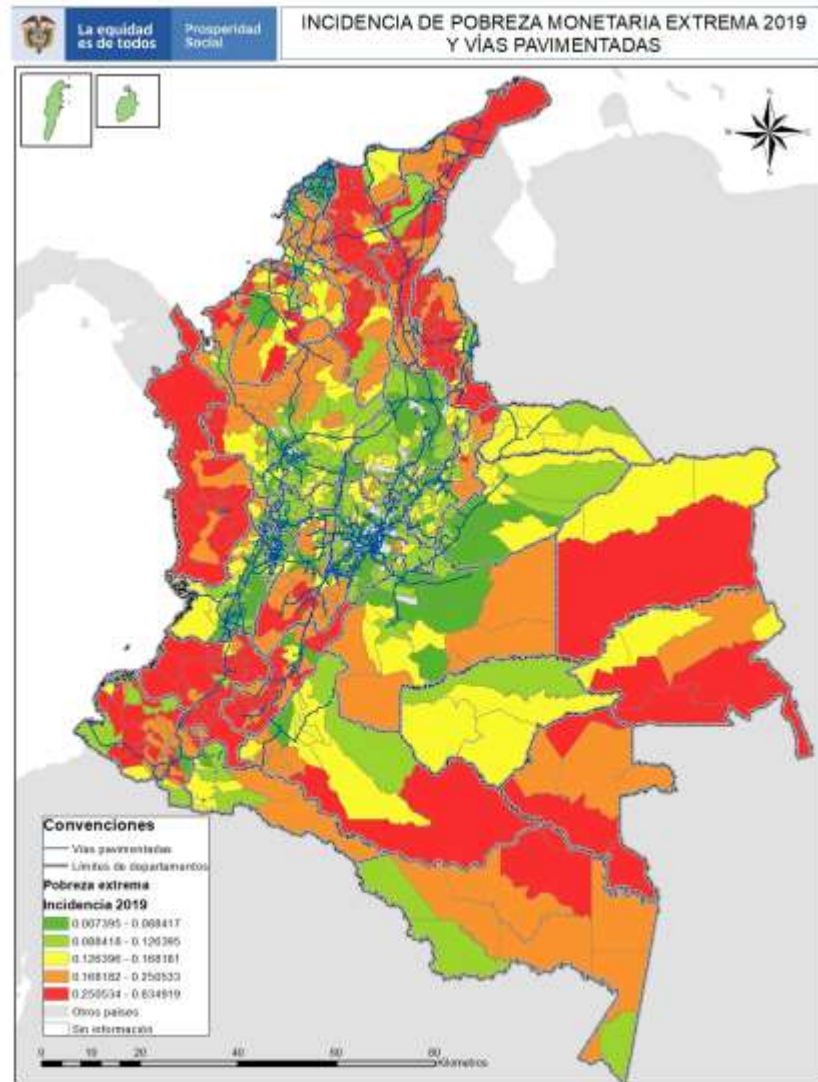 La equidad
es de todos
Prosperidad
Social
INCIDENCIA DE POBREZA MONETARIA EXTREMA 2019
Y VÍAS PAVIMENTADAS
Convenciones
Vías pavimentadas
Límites de departamentos
Pobreza extrema
Incidencia 2019
0.007395 - 0.088417
0.088418 - 0.126395
0.126396 - 0.168181
0.168182 - 0.250533
0.250534 - 0.834919
Otros países
Sin información
0 10 20 40 60 80
Kilometros